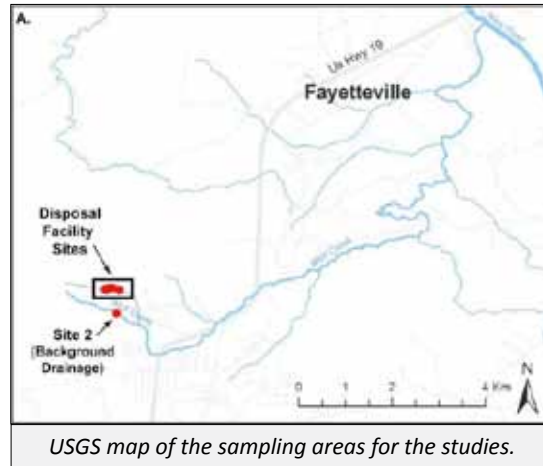 A.
Us Hwy 19
Fayetteville
Disposal
Facility
Sites
Site 2
(Background
Drainage)
N
0 1 2 4 Km
USGS map of the sampling areas for the studies.